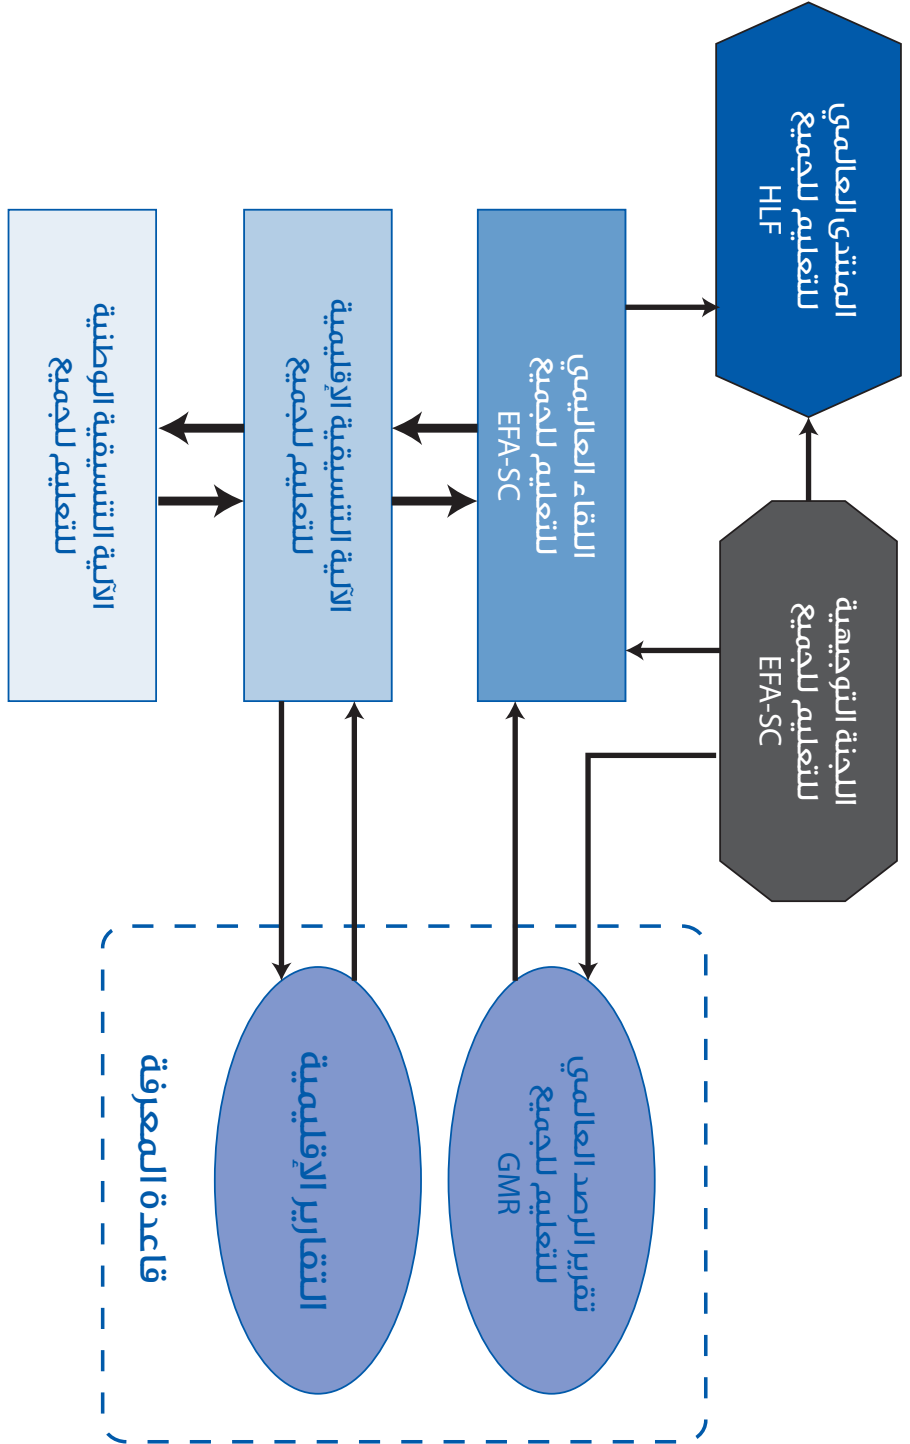 المنتدى العالمي
للتعليم للجميع
HLF
اللجنة التوجيهية
للتعليم للجميع
EFA-SC
اللقاء العاليمي
للتعليم للجميع
EFA-SC
تقرير الرصد العالمي
للتعليم للجميع
GMR
الآلية التنسيقية الإقليمية
للتعليم للجميع
التقارير الإقليمية
الآلية التنسيقية الوطنية
للتعليم للجميع
قاعدة المعرفة